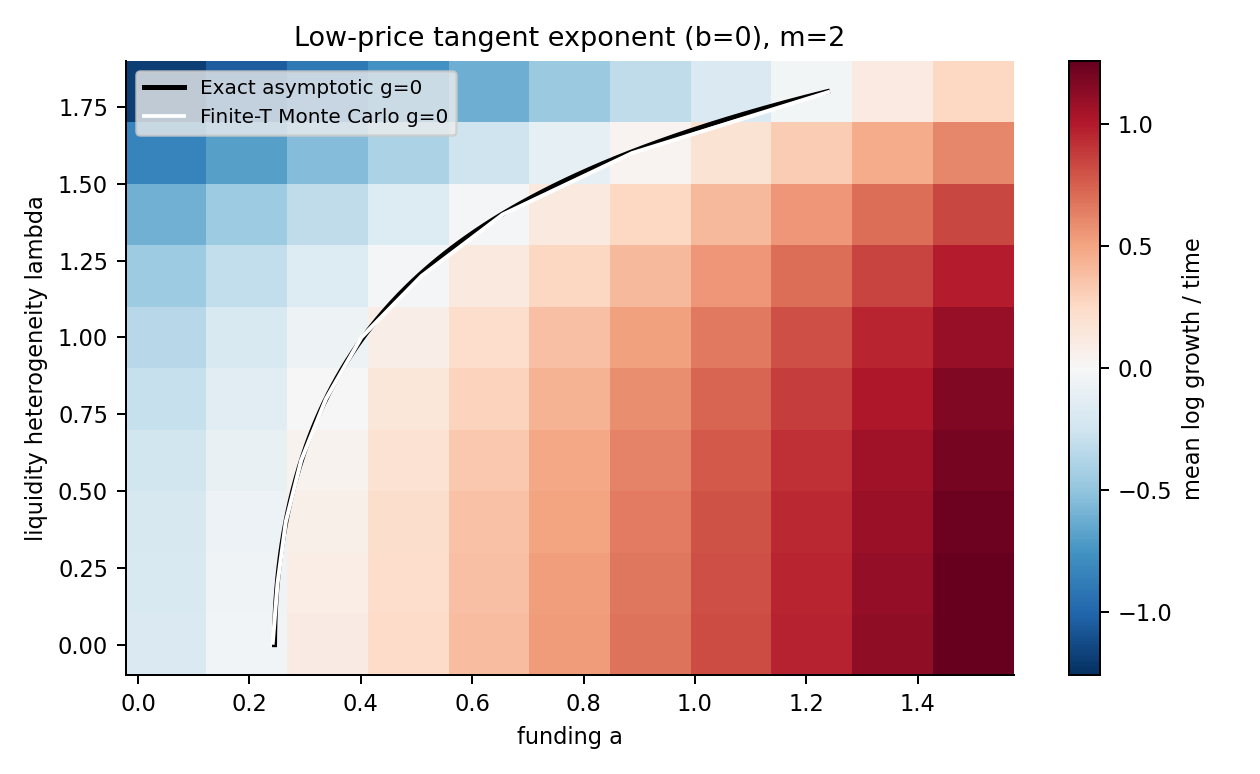 Low-price tangent exponent (b=0), m=2
Exact asymptotic g=0
Finite-T Monte Carlo g=0
liquidity heterogeneity lambda
1.75
1.50
1.25
1.00
0.75
0.50
0.25
0.00
0.0 0.2 0.4 0.6 0.8 1.0 1.2 1.4
funding a
1.0
0.5
0.0
−0.5
−1.0
mean log growth / time